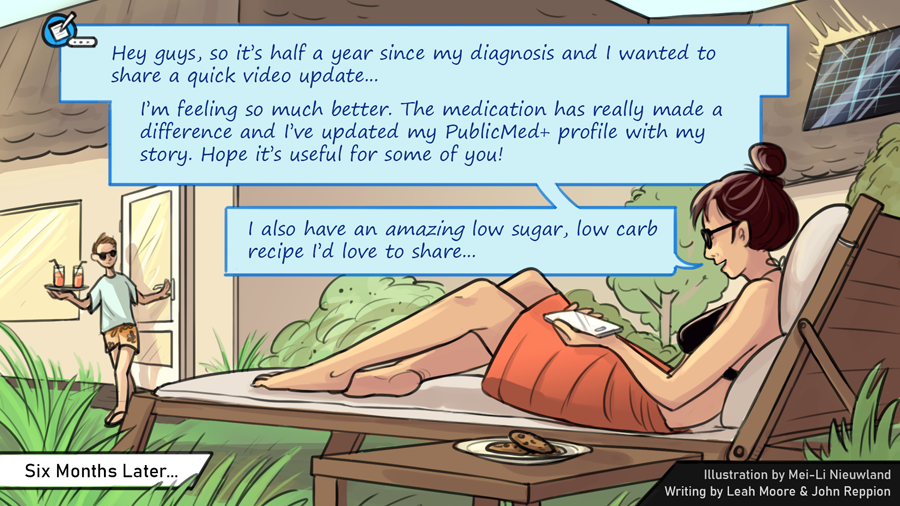 Hey guys, so it's half a year since my diagnosis and I wanted to
share a quick video update...
I'm feeling so much better. The medication has really made a
difference and I've updated my PublicMed+ profile with my
story. Hope it's useful for some of you!
I also have an amazing low sugar, low carb
recipe I'd love to share...
Six Months Later...
Illustration by Mei-Li Nieuwland
Writing by Leah Moore & John Reppion